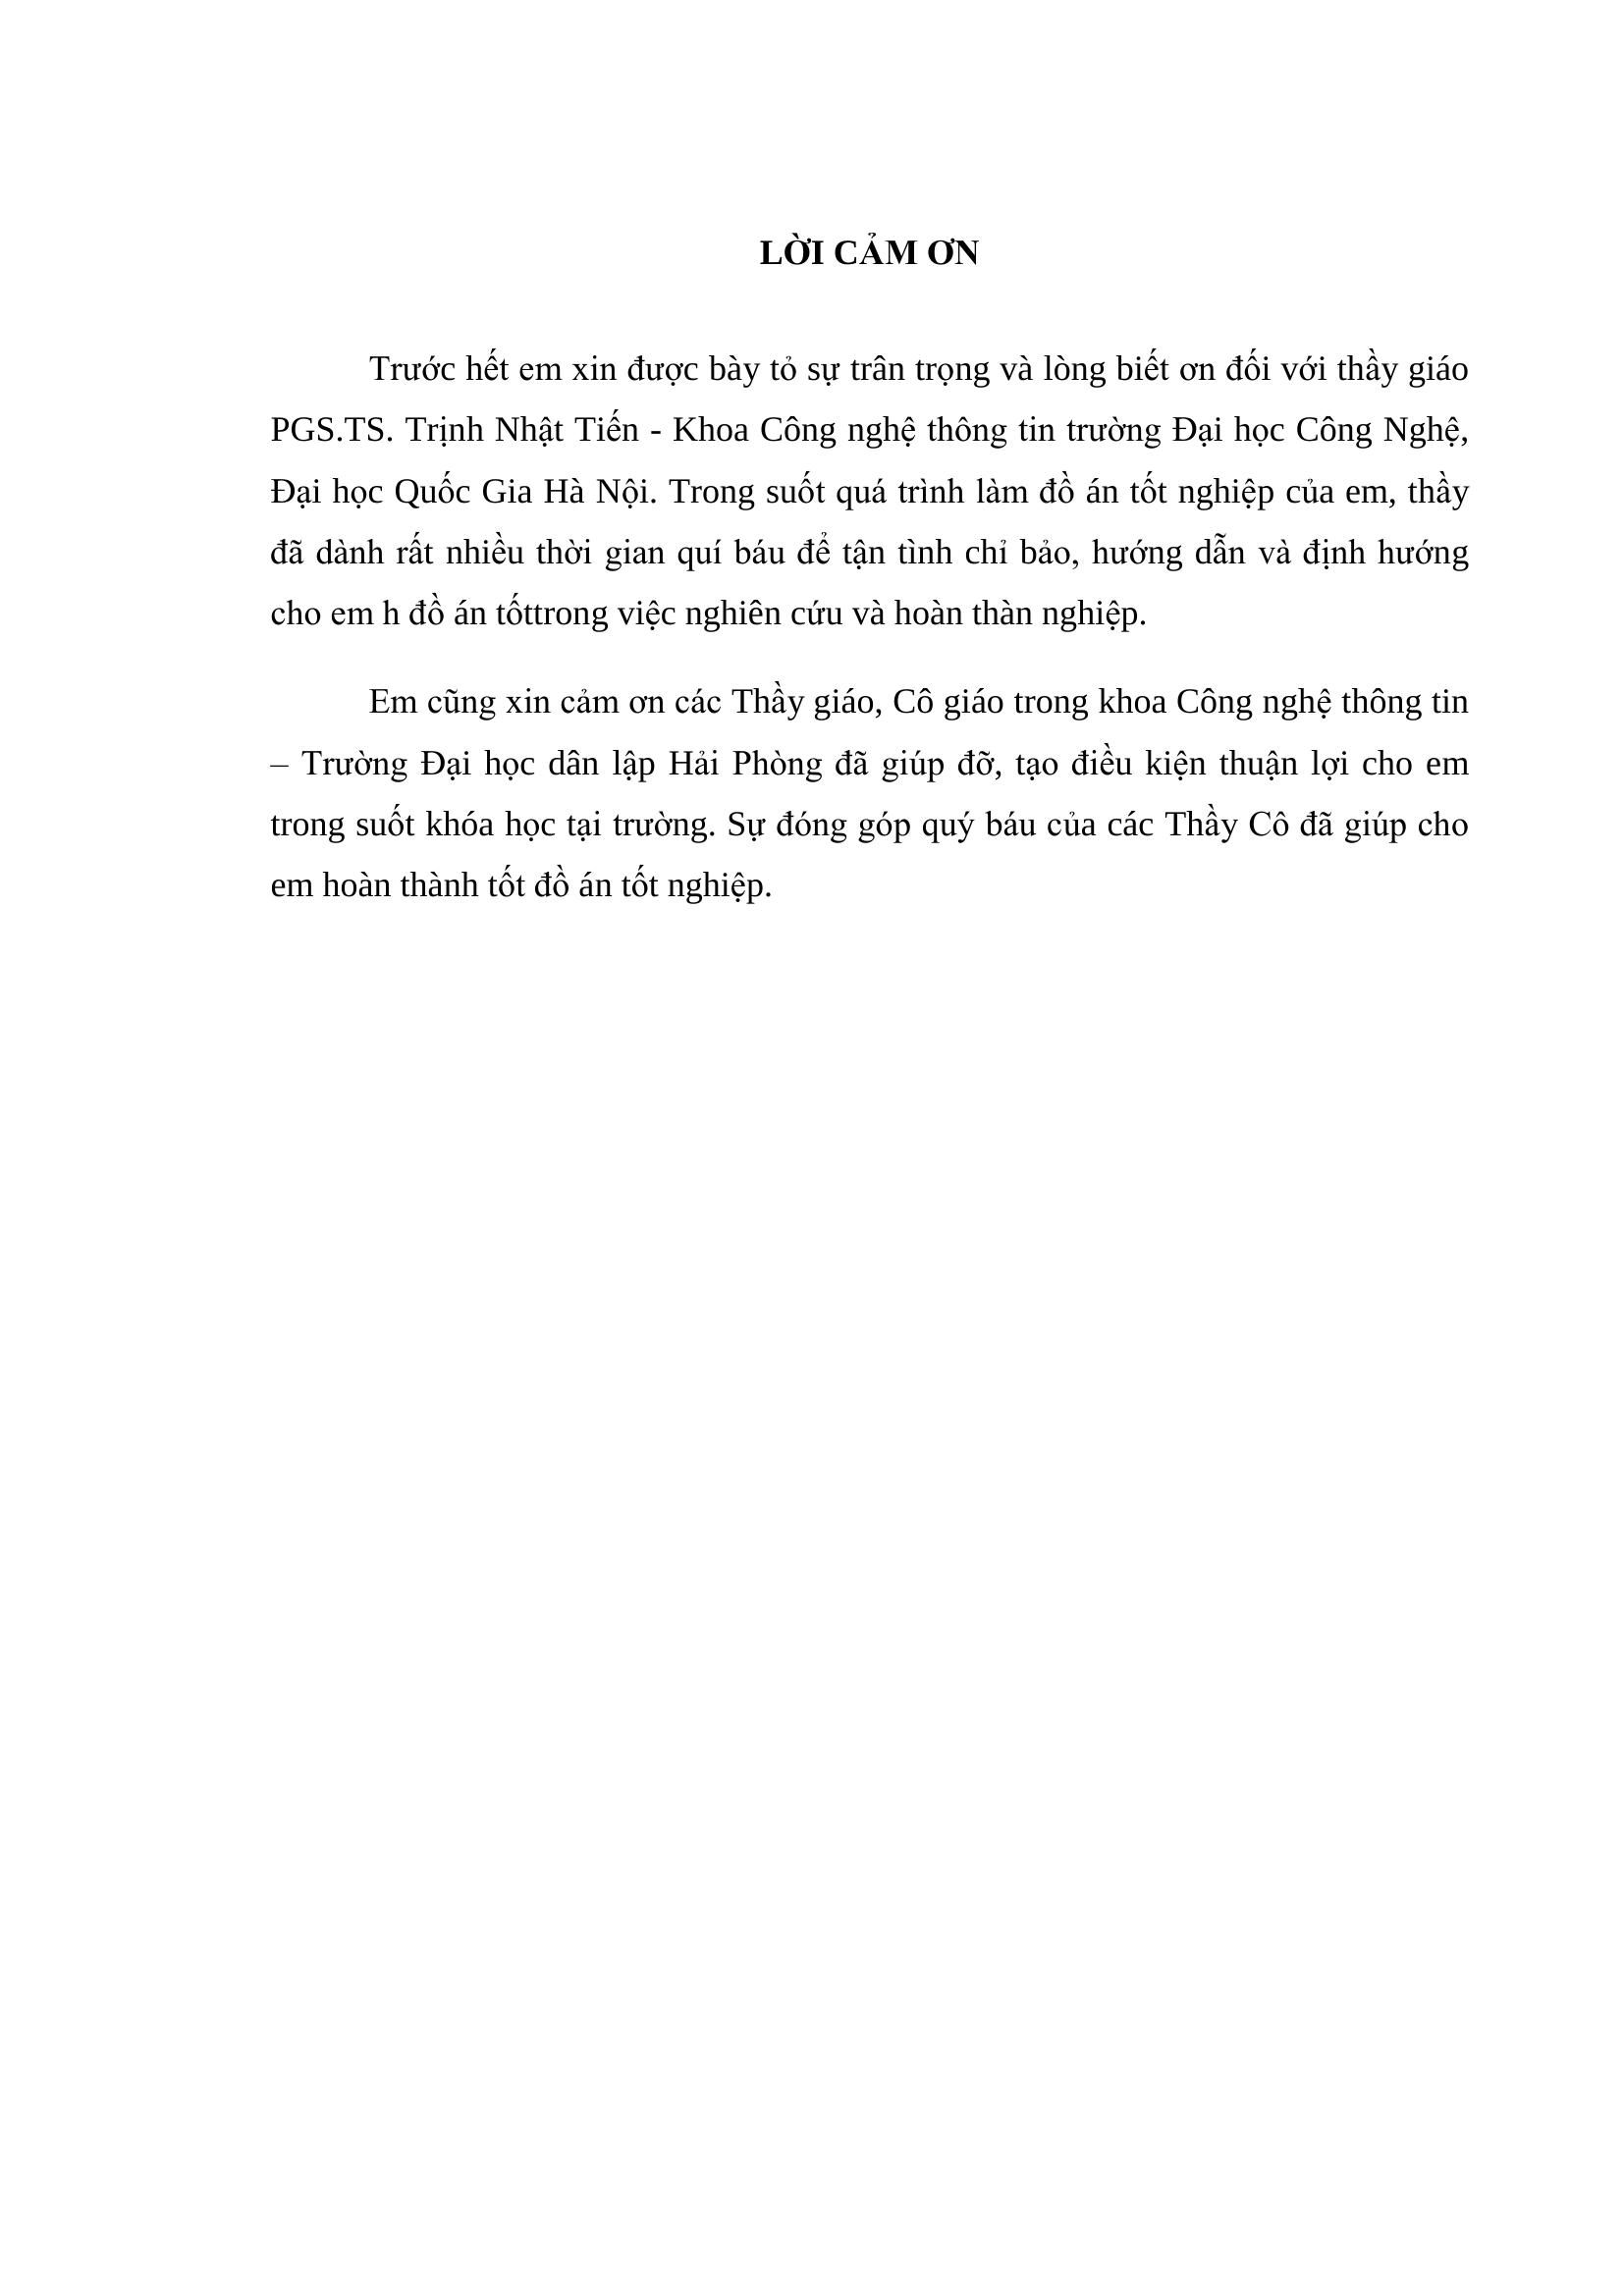 LỜI CẢM ƠN
Trước hết em xin được bày tỏ sự trân trọng và lòng biết ơn đối với thầy giáo
PGS.TS. Trịnh Nhật Tiến - Khoa Công nghệ thông tin trường Đại học Công Nghệ,
Đại học Quốc Gia Hà Nội. Trong suốt quá trình làm đồ án tốt nghiệp của em, thầy
đã dành rất nhiều thời gian quí báu để tận tình chỉ bảo, hướng dẫn và định hướng
cho em h đồ án tốttrong việc nghiên cứu và hoàn thàn nghiệp.
Em cũng xin cảm ơn các Thầy giáo, Cô giáo trong khoa Công nghệ thông tin
– Trường Đại học dân lập Hải Phòng đã giúp đỡ, tạo điều kiện thuận lợi cho em
trong suốt khóa học tại trường. Sự đóng góp quý báu của các Thầy Cô đã giúp cho
em hoàn thành tốt đồ án tốt nghiệp.